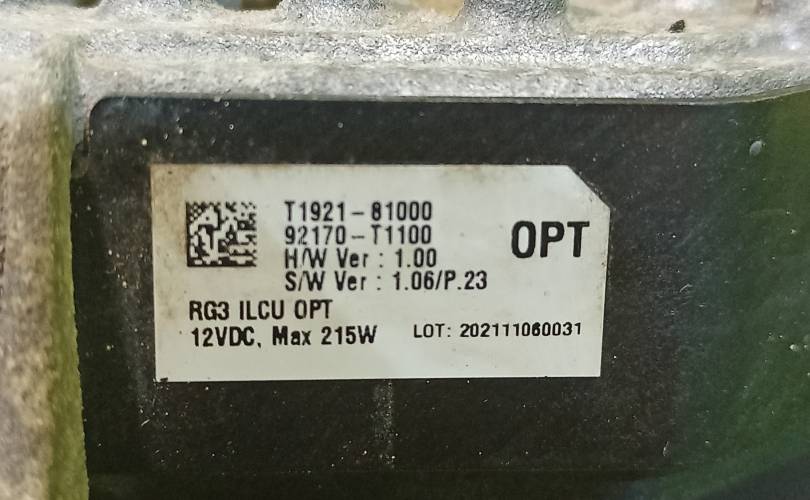 T1921-81000
92170-T1100
OPT
H/W Ver : 1.00
S/W Ver : 1.06/P.23
RG3 ILCU OPT
12VDC, Max 215W
LOT: 202111060031